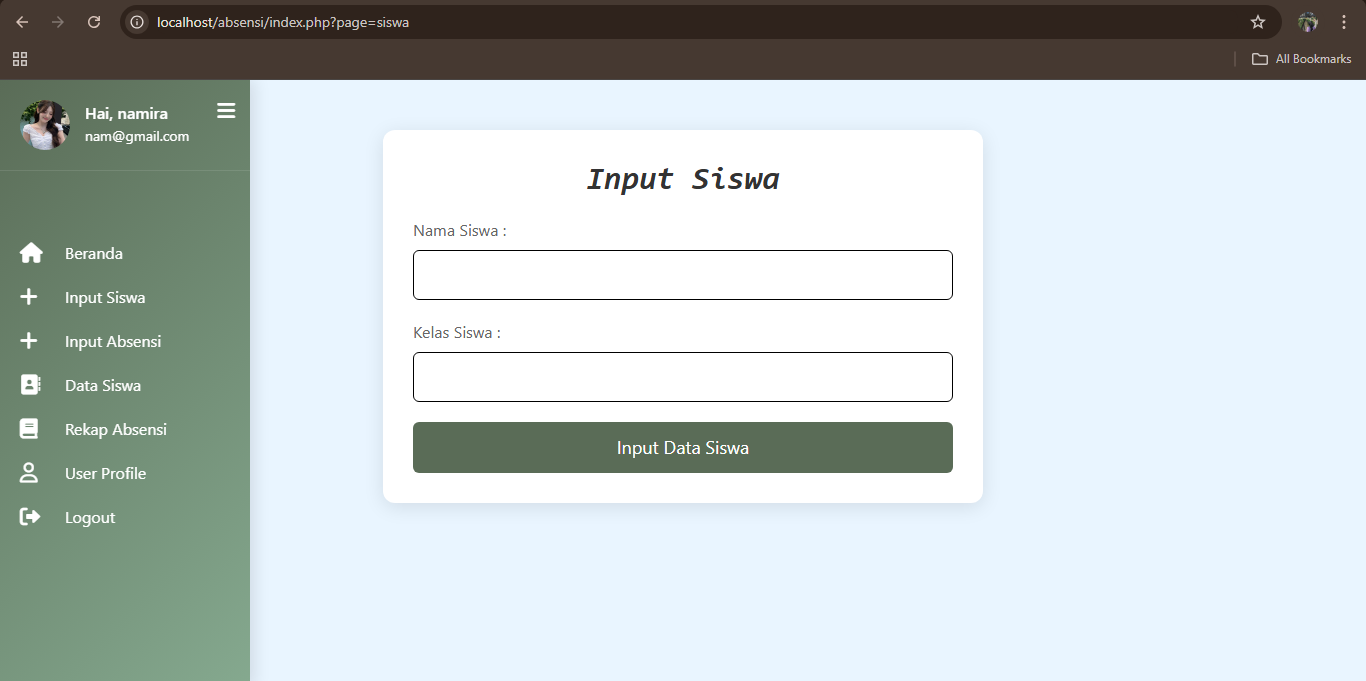 localhost/absensi/index.php?page=siswa
All Bookmarks
Hai, namira
nam@gmail.com
Beranda
Input Siswa
Input Absensi
Data Siswa
Rekap Absensi
User Profile
Logout
Input Siswa
Nama Siswa :
Kelas Siswa :
Input Data Siswa